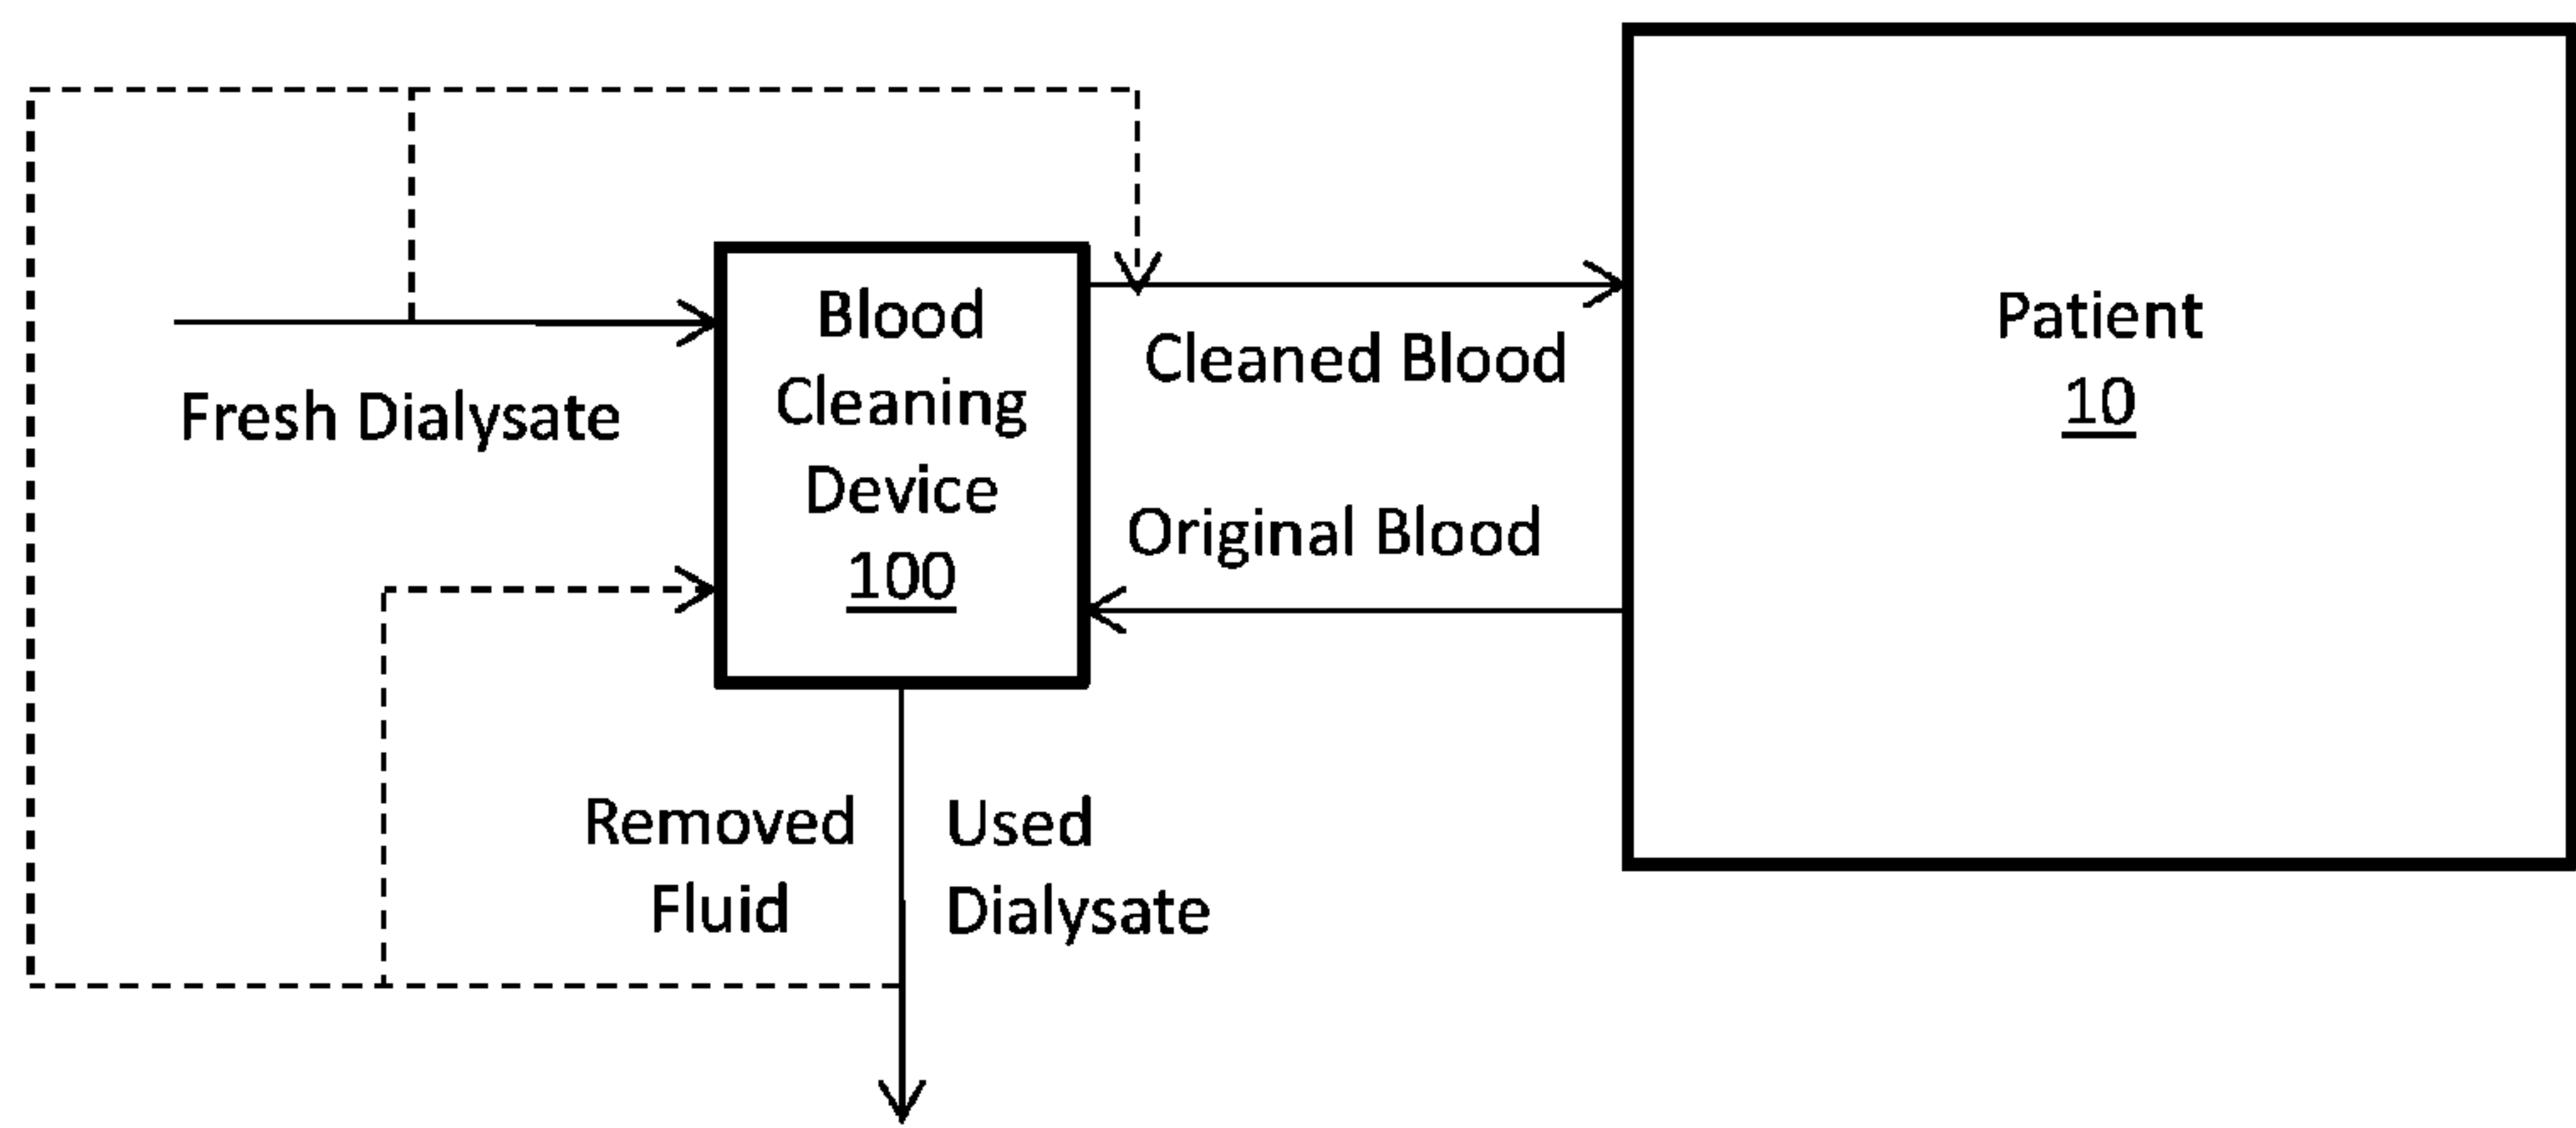 Blood
Cleaning
Device
100
Fresh Dialysate
Cleaned Blood
Original Blood
Patient
10
Removed
Fluid
Used
Dialysate